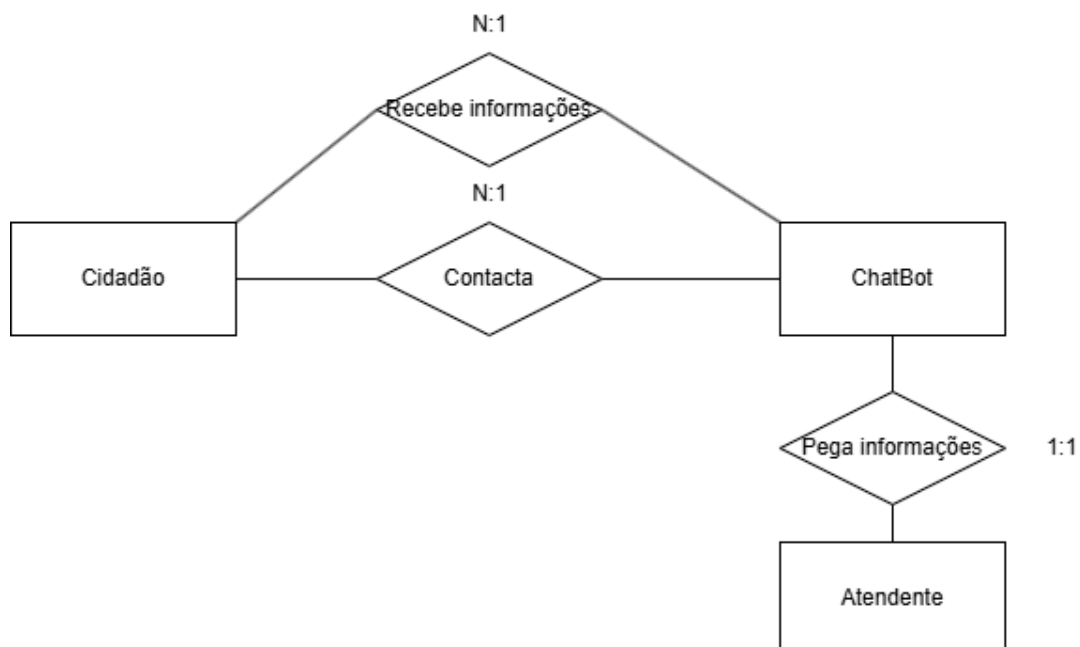 N:1
Recebe informações
N:1
Cidadão
Contacta
ChatBot
Pega informações
1:1
Atendente